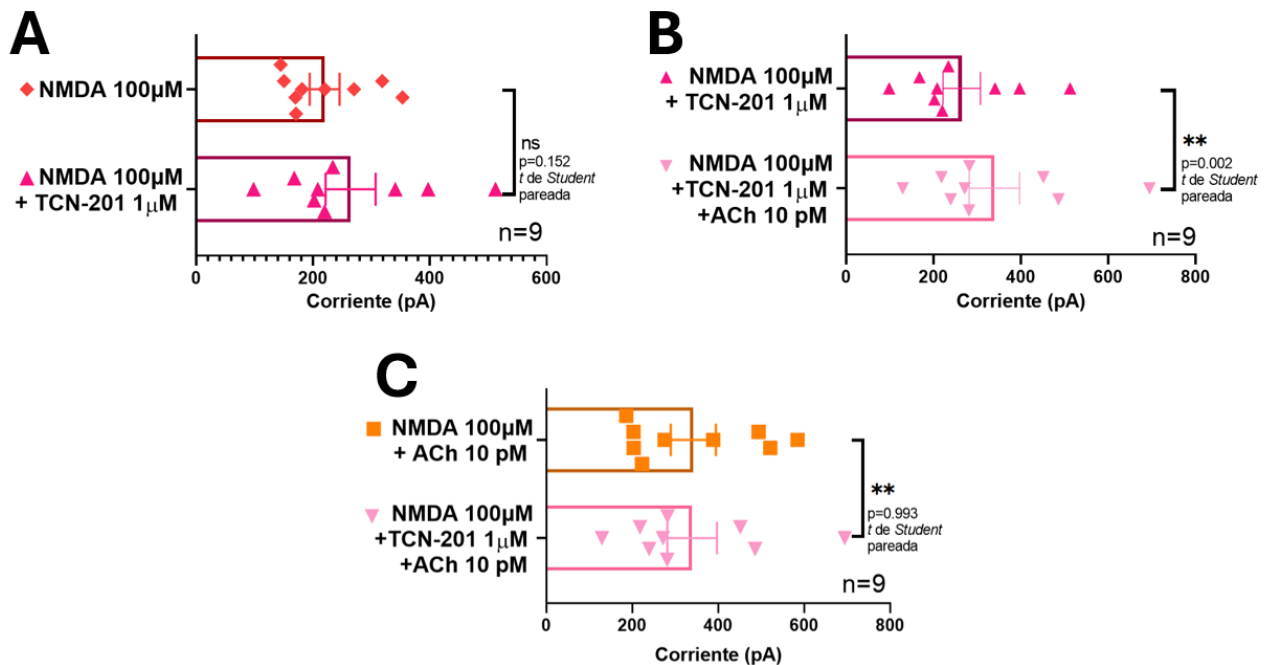 A
NMDA 100µM
NMDA 100µM
+ TCN-201 1µM
ns
p=0.152
t de Student
pareada
n=9
0 200 400 600
Corriente (pA)
B
NMDA 100µM
+ TCN-201 1µM
NMDA 100µM
+TCN-201 1µM
+ACh 10 pM
**
p=0.002
t de Student
pareada
n=9
0 200 400 600 800
Corriente (pA)
C
NMDA 100µM
+ ACh 10 pM
NMDA 100µM
+TCN-201 1µM
+ACh 10 pM
**
p=0.993
t de Student
pareada
n=9
0 200 400 600 800
Corriente (pA)